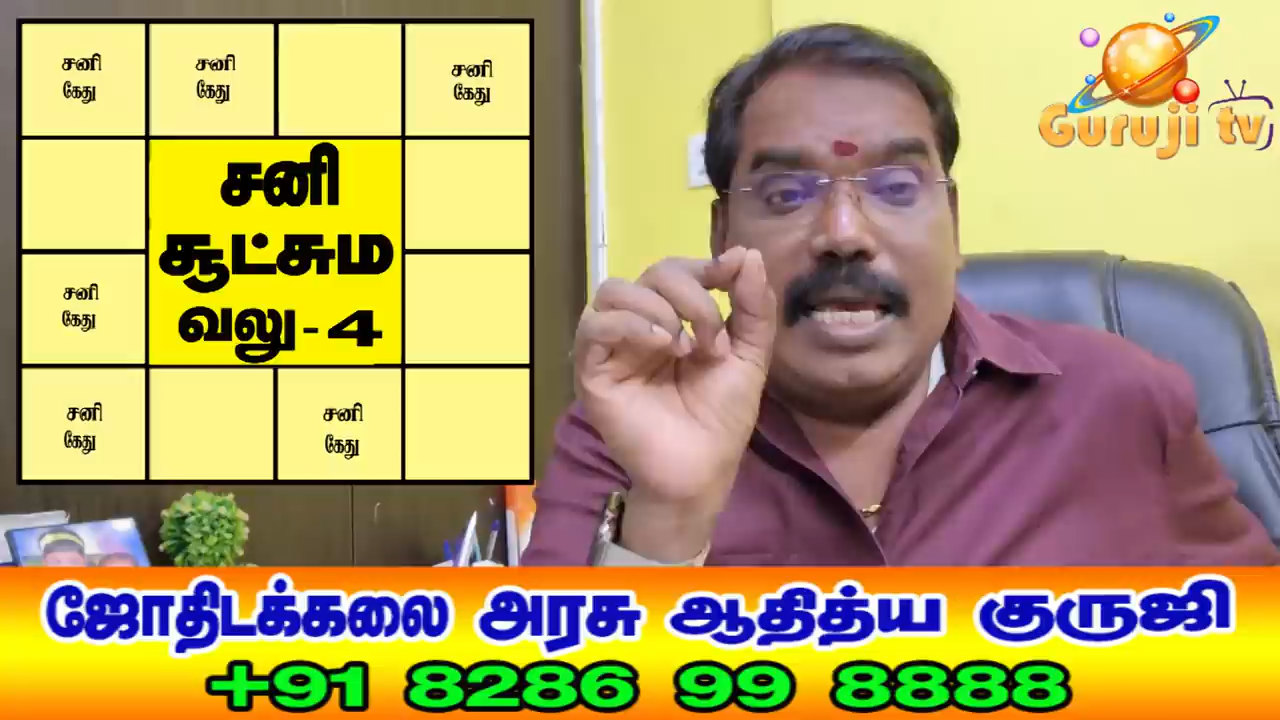 சனி
கேது
சனி
கேது
சனி
கேது
சனி
சூட்சும
வலு - 4
சனி
கேது
சனி
கேது
சனி
கேது
Guruji tv
ஜோதிடக்கலை அரசு ஆதித்ய குருஜி
+91 8286 99 8888